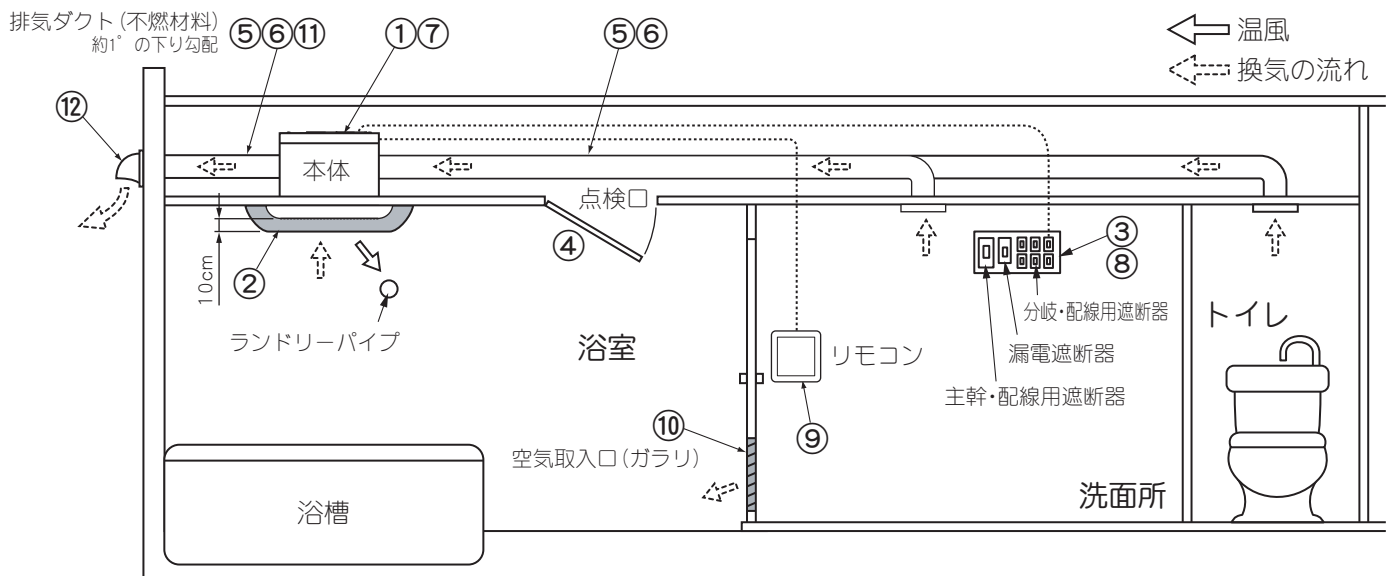 排気ダクト(不燃材料)
約1°の下り勾配
⑤⑥⑪
①⑦
⑤⑥
温風
換気の流れ
⑫
本体
点検口
④
②
10cm
③
⑧
ランドリーパイプ
浴室
リモコン
分岐・配線用遮断器
漏電遮断器
主幹・配線用遮断器
トイレ
⑨
⑩
空気取入口(ガラリ)
洗面所
浴槽